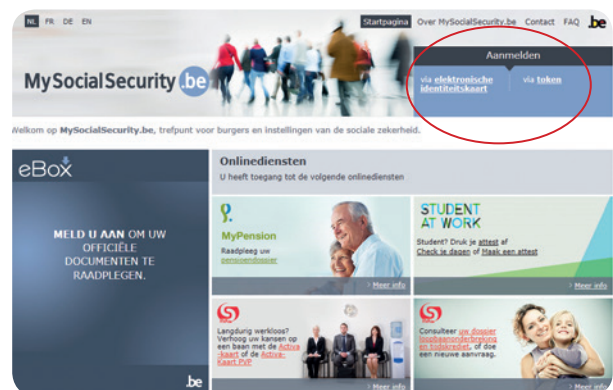 NL FR DE EN
Startpagina Over MySocialSecurity.be Contact FAQ .be
Aanmelden
via elektronische identiteitskaart
via token
MySocialSecurity .be
Welkom op MySocialSecurity.be, trefpunt voor burgers en instellingen van de sociale zekerheid.
eBox
MELD U AAN OM UW
OFFICIËLE
DOCUMENTEN TE
RAADPLEGEN.
.be
Onlinediensten
U heeft toegang tot de volgende onlinediensten
MyPension
Raadpleeg uw
pensioendossier
> Meer info
STUDENT
AT WORK
Student? Druk je attest af
Check je dagen of Maak een attest
> Meer info
Langdurig werkloos?
Verhoog uw kansen op
een baan met de Activa
-kaart of de Activa-
Kaart PVP
> Meer info
Consulteer uw dossier
loopbaanonderbreking
en tijdskrediet, of doe
een nieuwe aanvraag.
> Meer info